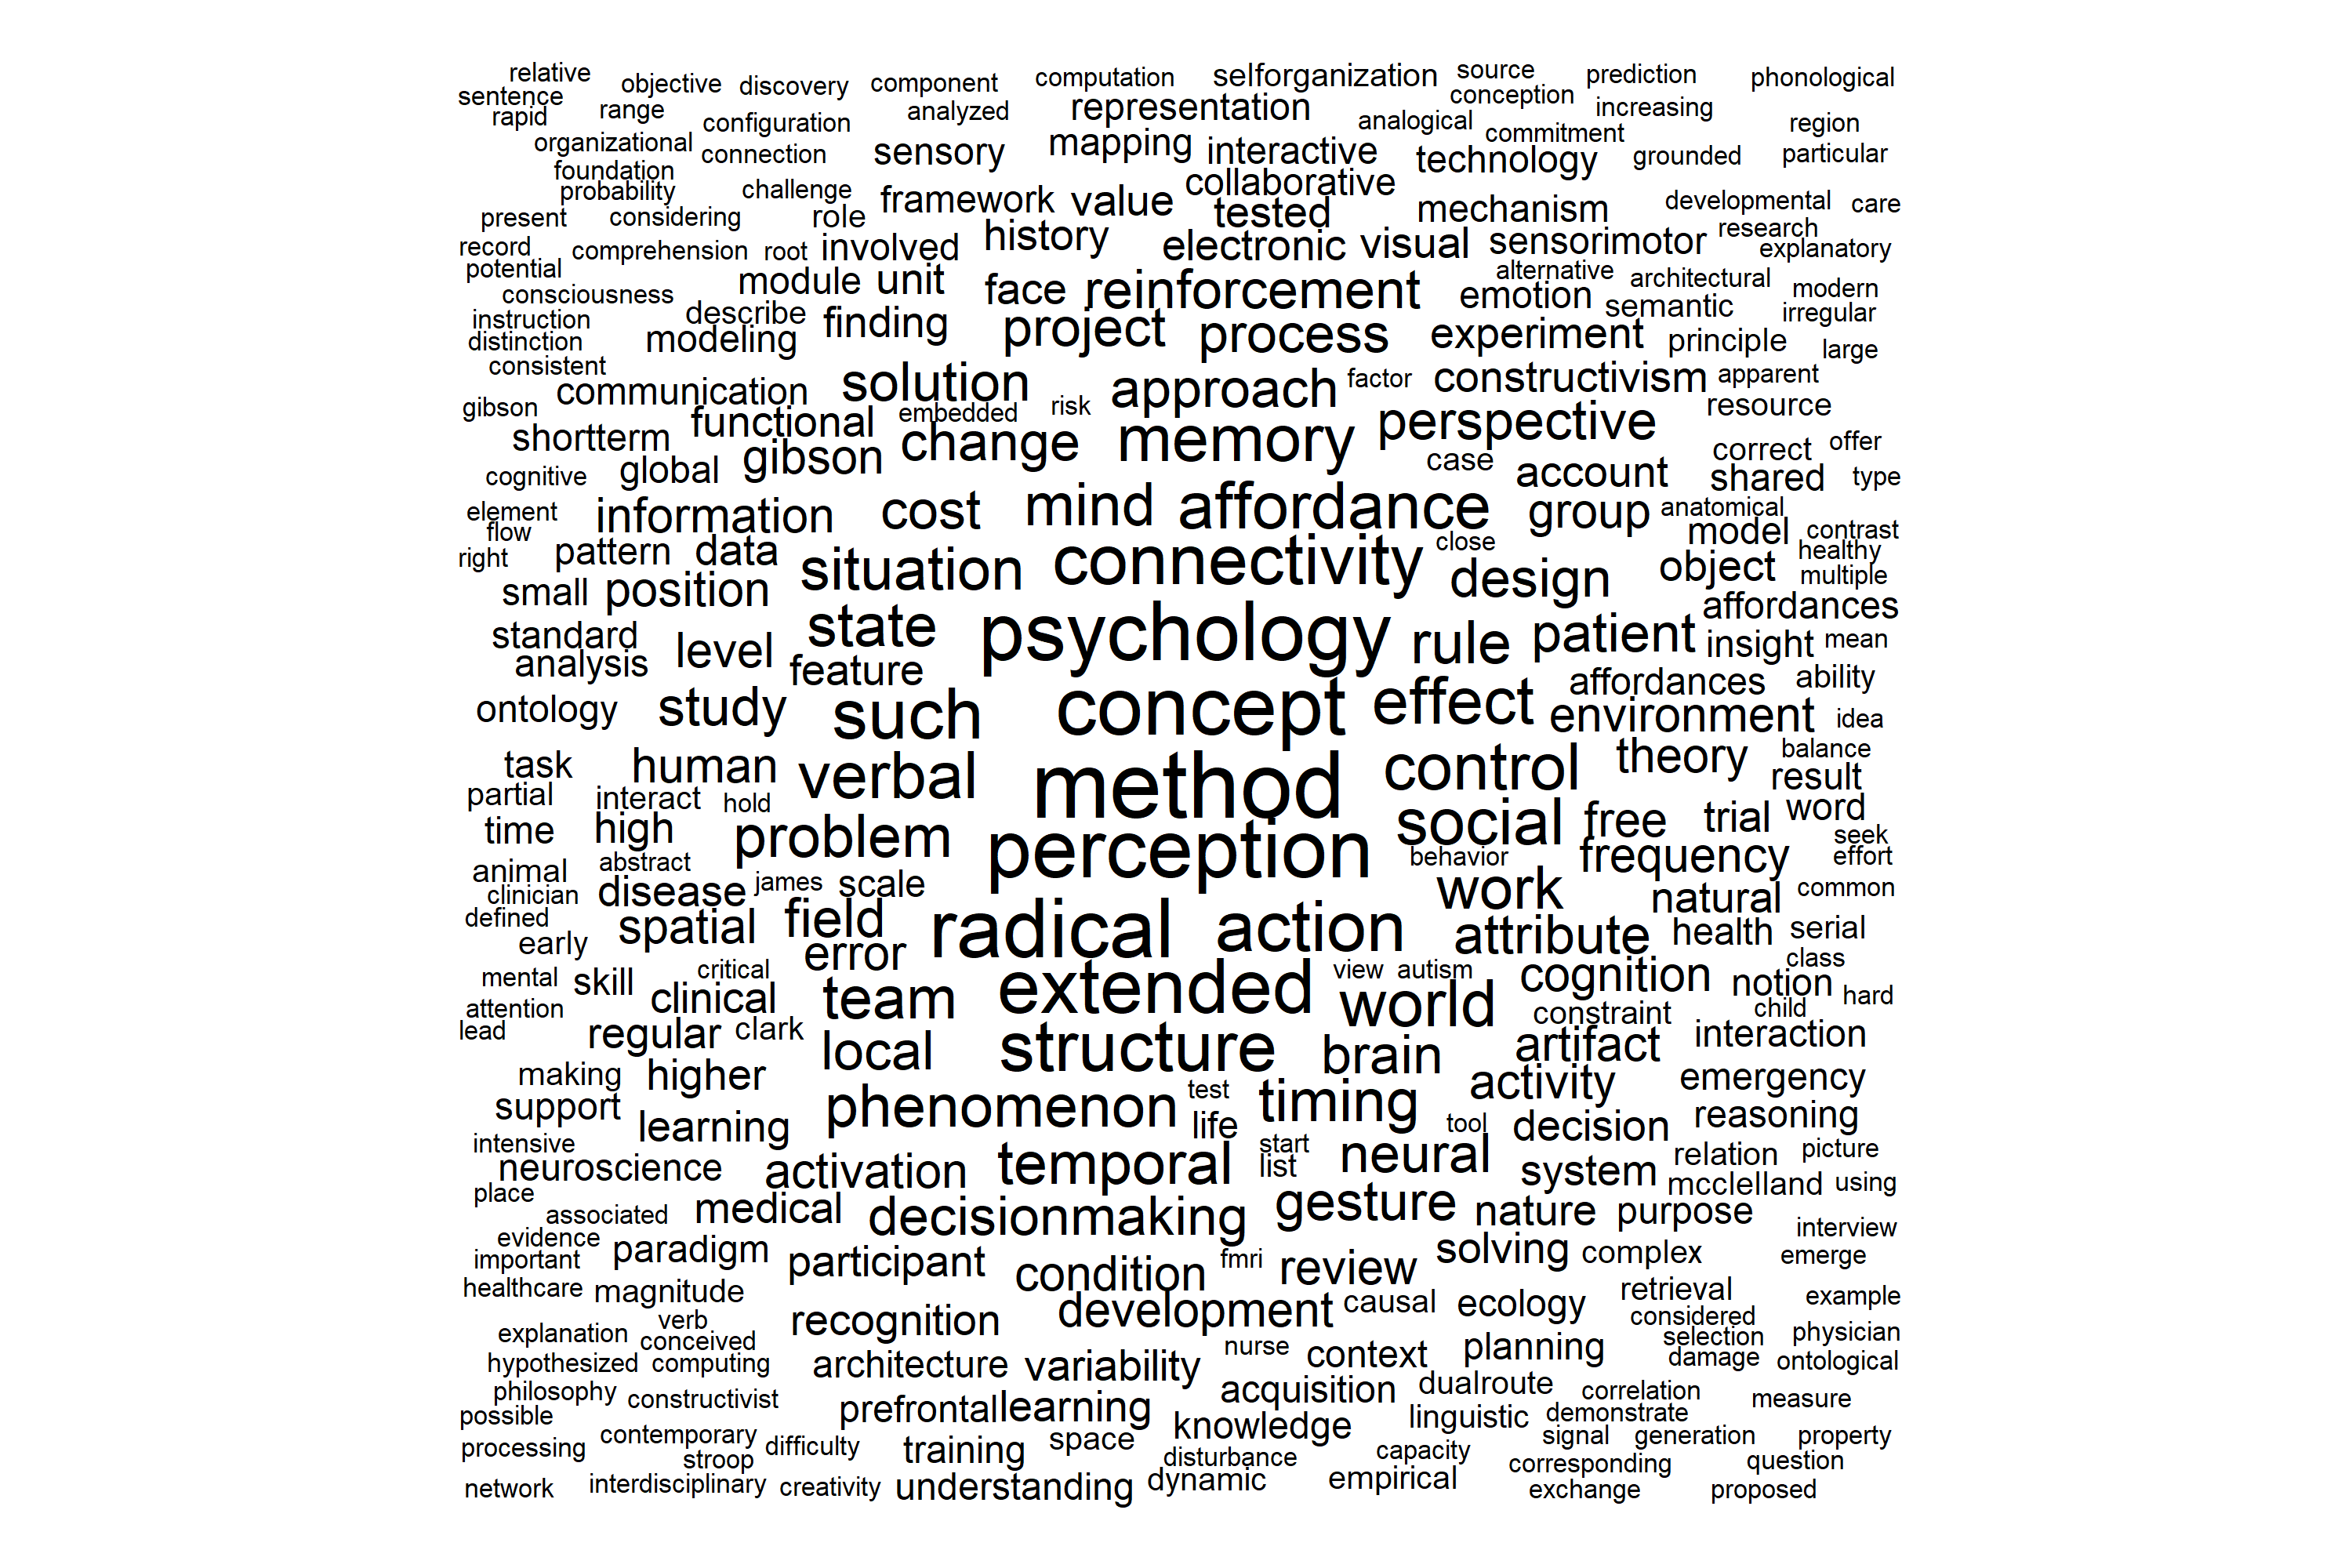 relative objective discovery component computation selforganization source prediction phonological
sentence rapid range configuration analyzed representation conception analogical increasing
organizational connection sensory mapping interactive commitment technology grounded region particular
foundation probability challenge framework value collaborative developmental care
present considering role tested mechanism research
record comprehension root involved history electronic visual sensorimotor explanatory
potential module unit face reinforcement alternative architectural modern
consciousness describe emotion semantic irregular
instruction finding project process experiment principle large
distinction modeling
consistent communication solution approach factor constructivism apparent
gibson functional embedded risk perspective resource
shortterm change memory correct offer
cognitive global gibson case account shared type
element information cost mind affordance group anatomical model contrast
flow right pattern data connectivity close object healthy multiple
small position situation design affordances
standard level state psychology rule patient insight mean
analysis feature affordances ability
ontology study such concept effect environment idea
task human verbal method control theory balance result
partial interact hold word
time high problem perception social free trial seek
animal abstract behavior frequency effort
clinician disease james scale work natural common
defined spatial field radical action attribute health serial
early error class
mental skill critical extended view autism cognition notion hard
attention clinical team world constraint child
lead regular clark local structure brain artifact interaction
making higher activity emergency
support learning phenomenon test life timing tool decision reasoning
intensive neuroscience activation temporal start list neural system relation picture
place mcclelland using
associated medical decisionmaking gesture nature purpose interview
evidence important paradigm participant condition fmri review solving complex emerge
healthcare magnitude development causal ecology retrieval example
explanation verb conceived recognition considered selection physician
hypothesized computing architecture variability nurse context planning damage ontological
philosophy constructivist acquisition dualroute correlation measure
possible prefrontal learning knowledge linguistic demonstrate
processing contemporary difficulty training space signal generation property
stroop disturbance capacity corresponding question
network interdisciplinary creativity understanding dynamic empirical exchange proposed